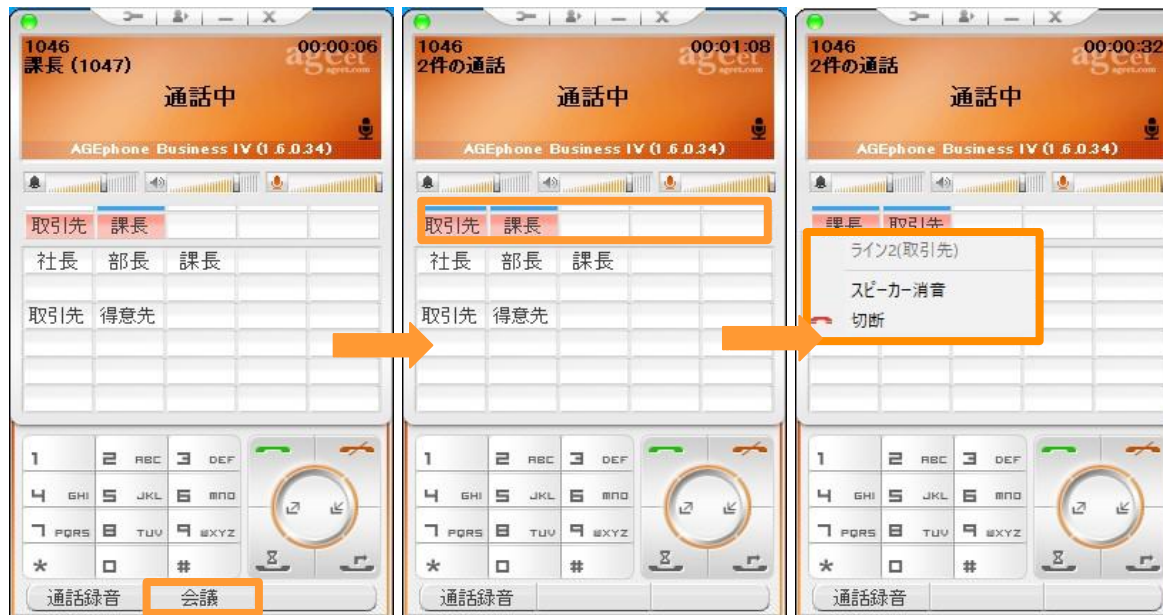 1046
00:00:06
課長 (1047)
agcet
agcet.com
通話中
AGEphone Business IV (1.6.0.34)
取引先 課長
社長 部長 課長
取引先 得意先
1 2 ABC 3 DEF
4 GHI 5 JKL 6 MNO
7 PQRS 8 TUV 9 WXYZ
* 0 #
通話録音 会議
1046
00:01:08
2件の通話
agcet
agcet.com
通話中
AGEphone Business IV (1.6.0.34)
取引先 課長
社長 部長 課長
取引先 得意先
1 2 ABC 3 DEF
4 GHI 5 JKL 6 MNO
7 PQRS 8 TUV 9 WXYZ
* 0 #
通話録音
1046
00:00:32
2件の通話
agcet
agcet.com
通話中
AGEphone Business IV (1.6.0.34)
課長 取引先
ライン2(取引先)
スピーカー消音
切断
1 2 ABC 3 DEF
4 GHI 5 JKL 6 MNO
7 PQRS 8 TUV 9 WXYZ
* 0 #
通話録音